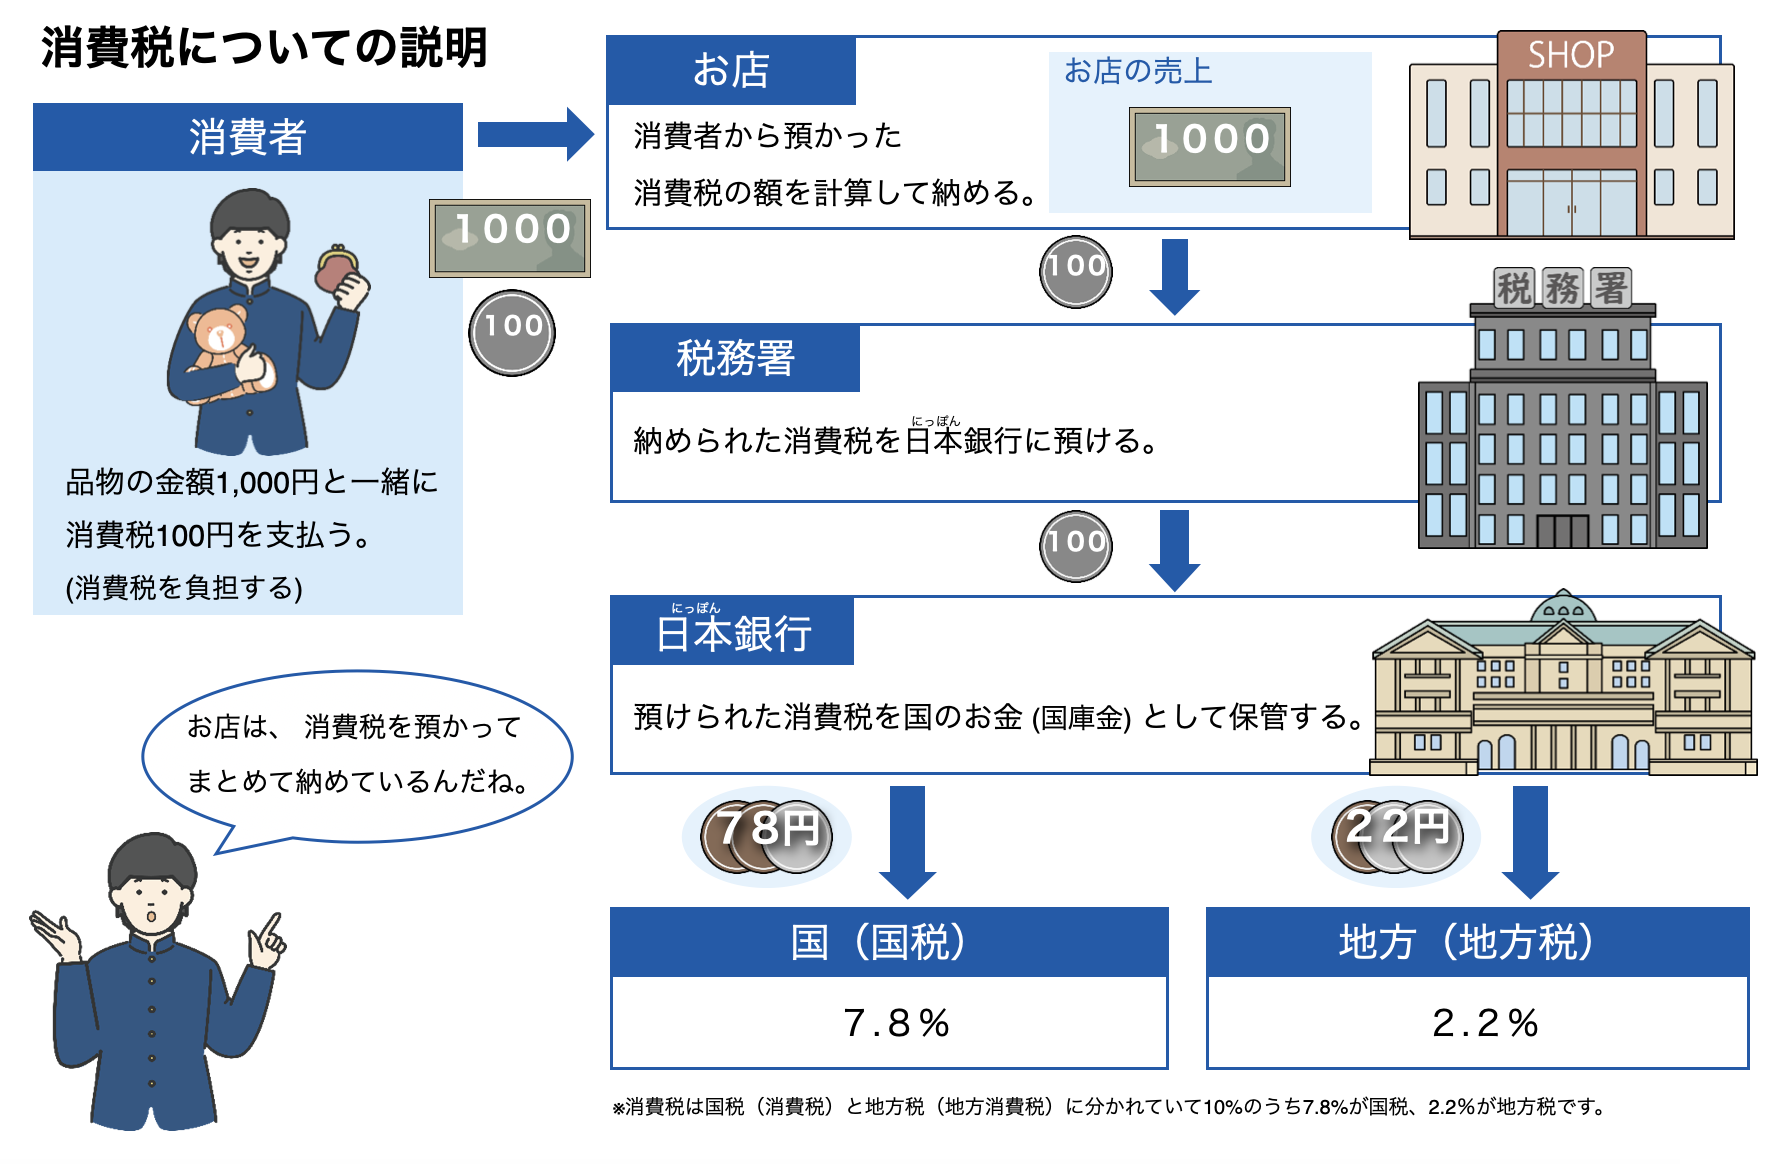 消費税についての説明
消費者
1000
100
品物の金額1,000円と一緒に
消費税100円を支払う。
(消費税を負担する)
お店は、 消費税を預かって
まとめて納めているんだね。
お店
消費者から預かった
消費税の額を計算して納める。
お店の売上
1000
SHOP
100
税務署
税務署
にっぽん
納められた消費税を日本銀行に預ける。
100
にっぽん
日本銀行
預けられた消費税を国のお金 (国庫金) として保管する。
78円
22円
国（国税）
7.8%
地方（地方税）
2.2%
※消費税は国税（消費税）と地方税（地方消費税）に分かれていて10%のうち7.8%が国税、2.2%が地方税です。